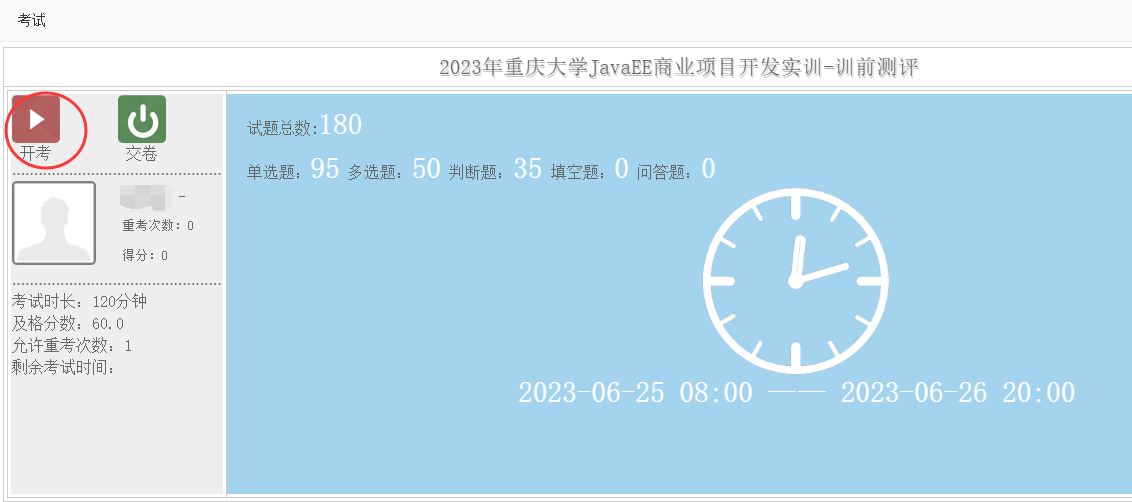 考试
2023年重庆大学JavaEE商业项目开发实训-训前测评
开考
交卷
-
重考次数：0
得分：0
考试时长：120分钟
及格分数：60.0
允许重考次数：1
剩余考试时间：
试题总数:180
单选题：95 多选题：50 判断题：35 填空题：0 问答题：0
2023-06-25 08:00 —— 2023-06-26 20:00